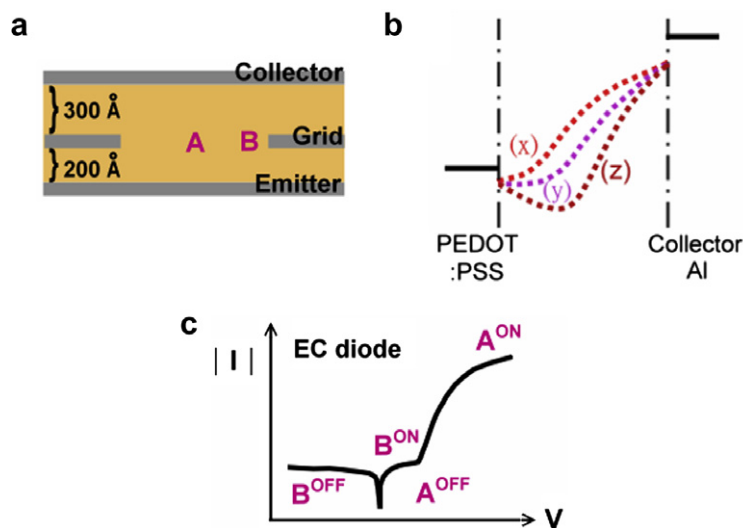 a
Collector
300 Å
A B Grid
200 Å
Emitter
b
(x)
(y)
(z)
PEDOT
:PSS
Collector
Al
c
| I |
EC diode
A^ON
B^ON
B^OFF
A^OFF
V